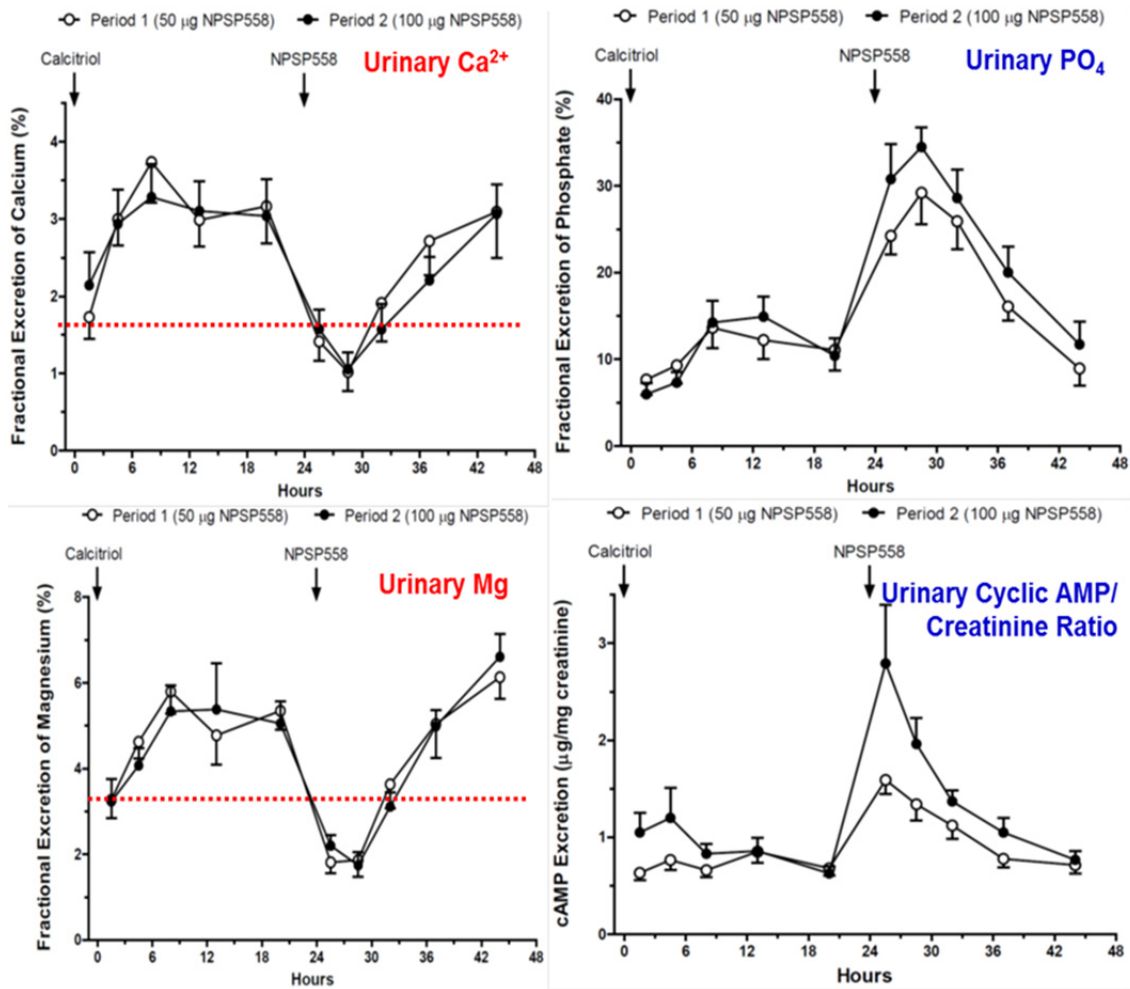 Period 1 (50 μg NPSP558) Period 2 (100 μg NPSP558)
Calcitriol NPSP558
Urinary Ca²⁺
Fractional Excretion of Calcium (%)
4
3
2
1
0
0 6 12 18 24 30 36 42 48
Hours
Period 1 (50 μg NPSP558) Period 2 (100 μg NPSP558)
Calcitriol NPSP558
Urinary PO₄
Fractional Excretion of Phosphate (%)
40
30
20
10
0
0 6 12 18 24 30 36 42 48
Hours
Period 1 (50 μg NPSP558) Period 2 (100 μg NPSP558)
Calcitriol NPSP558
Urinary Mg
Fractional Excretion of Magnesium (%)
8
6
4
2
0
0 6 12 18 24 30 36 42 48
Hours
Period 1 (50 μg NPSP558) Period 2 (100 μg NPSP558)
Calcitriol NPSP558
Urinary Cyclic AMP/
Creatinine Ratio
cAMP Excretion (μg/mg creatinine)
3
2
1
0
0 6 12 18 24 30 36 42 48
Hours